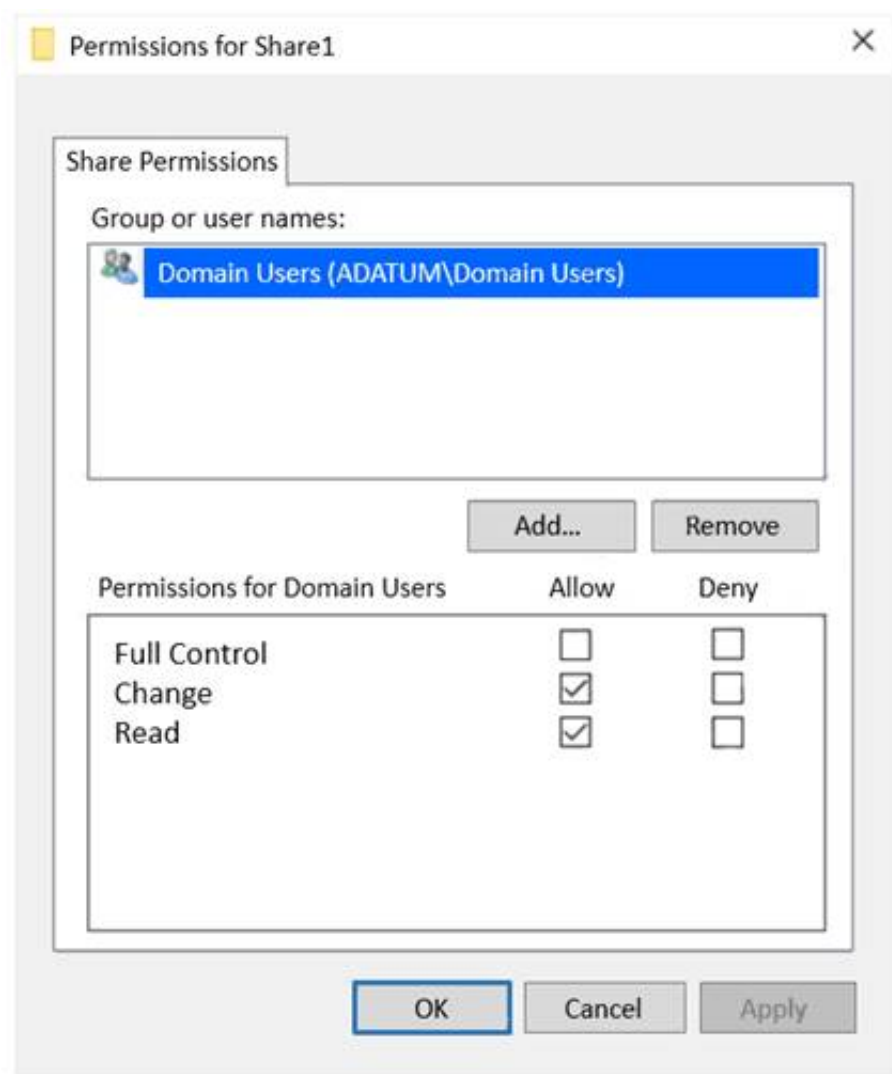 Permissions for Share1
Share Permissions
Group or user names:
Domain Users (ADATUM\Domain Users)
Add... Remove
Permissions for Domain Users Allow Deny
Full Control
Change
Read
OK Cancel Apply